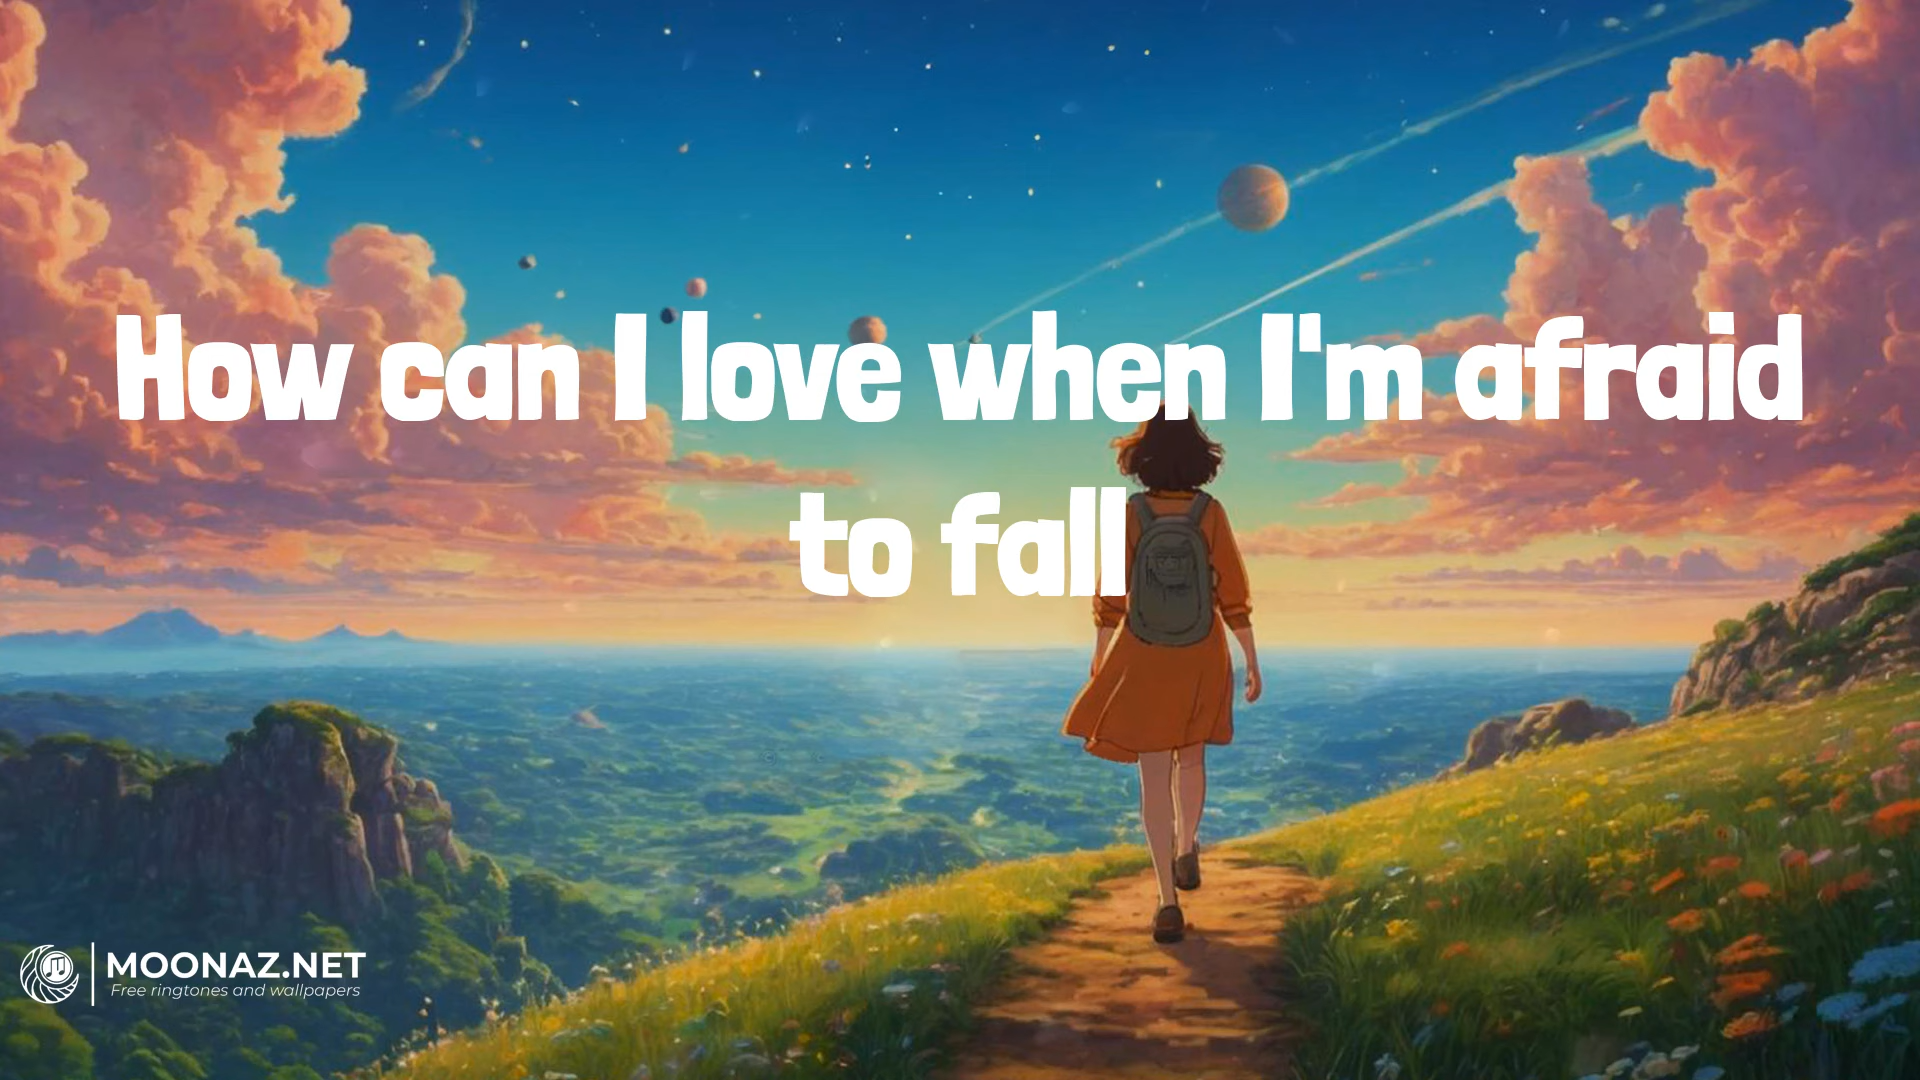 How can I love when I'm afraid
to fall
MOONAZ.NET
Free ringtones and wallpapers